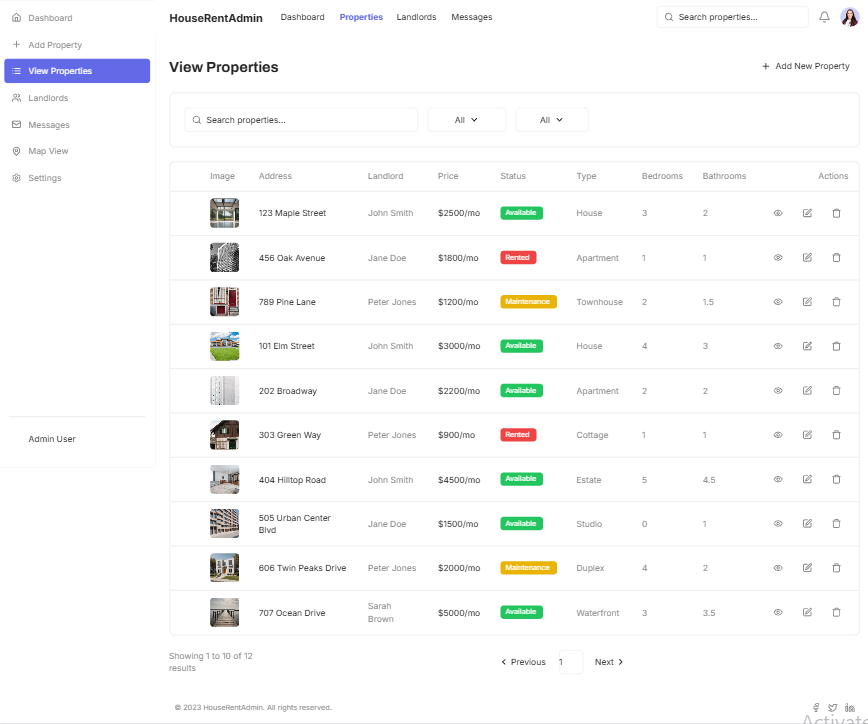 Dashboard
Add Property
View Properties
Landlords
Messages
Map View
Settings
Admin User
HouseRentAdmin Dashboard Properties Landlords Messages Search properties...
View Properties Add New Property
Search properties... All All
Image Address Landlord Price Status Type Bedrooms Bathrooms Actions
123 Maple Street John Smith $2500/mo Available House 3 2
456 Oak Avenue Jane Doe $1800/mo Rented Apartment 1 1
789 Pine Lane Peter Jones $1200/mo Maintenance Townhouse 2 1.5
101 Elm Street John Smith $3000/mo Available House 4 3
202 Broadway Jane Doe $2200/mo Available Apartment 2 2
303 Green Way Peter Jones $900/mo Rented Cottage 1 1
404 Hilltop Road John Smith $4500/mo Available Estate 5 4.5
505 Urban Center
Blvd Jane Doe $1500/mo Available Studio 0 1
606 Twin Peaks Drive Peter Jones $2000/mo Maintenance Duplex 4 2
707 Ocean Drive Sarah
Brown $5000/mo Available Waterfront 3 3.5
Showing 1 to 10 of 12
results
Previous 1 Next
© 2023 HouseRentAdmin. All rights reserved.